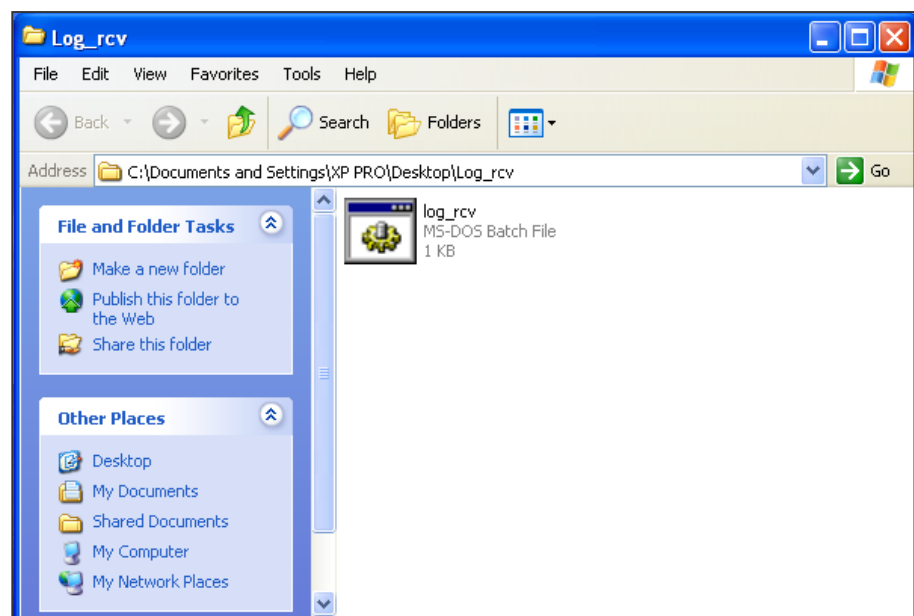 Log_rcv
File Edit View Favorites Tools Help
Back Search Folders
Address C:\Documents and Settings\XP PRO\Desktop\Log_rcv Go
File and Folder Tasks
Make a new folder
Publish this folder to
the Web
Share this folder
Other Places
Desktop
My Documents
Shared Documents
My Computer
My Network Places
log_rcv
MS-DOS Batch File
1 KB